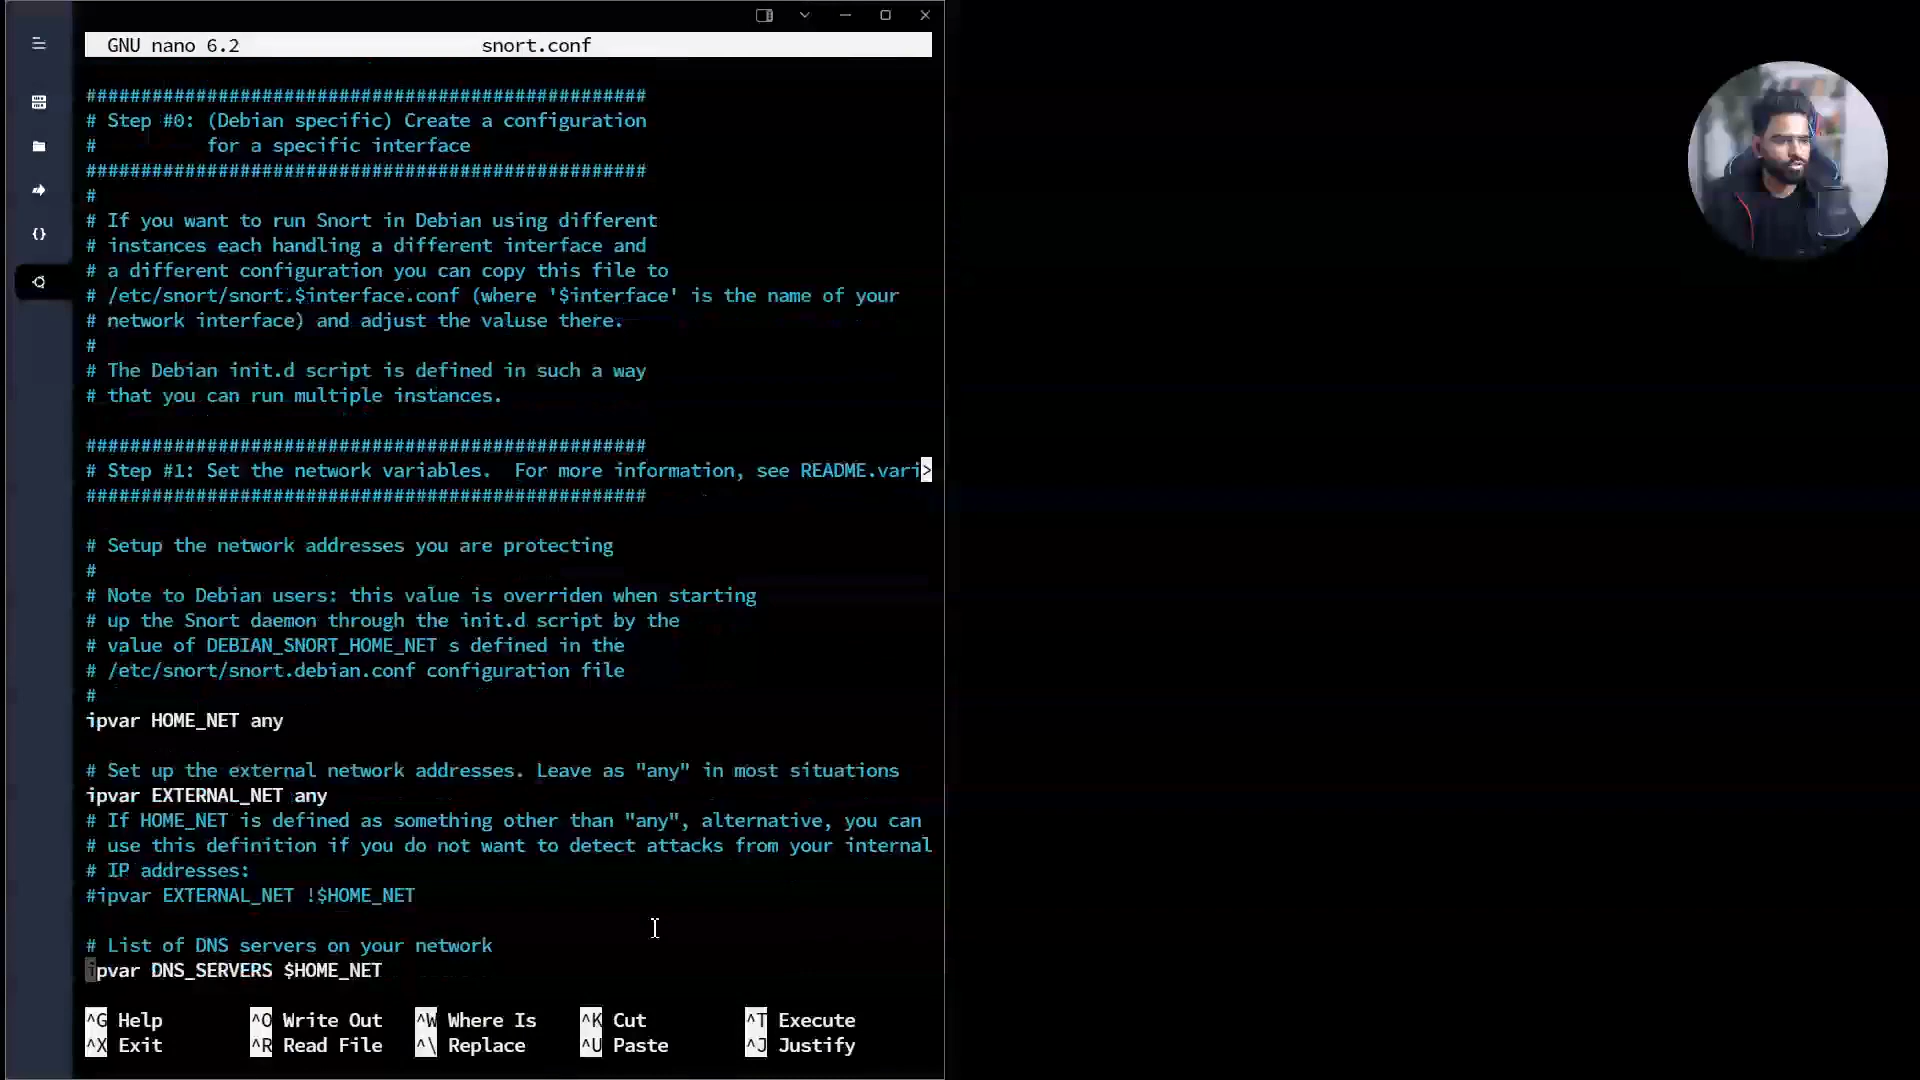 GNU nano 6.2 snort.conf
###################################################
# Step #0: (Debian specific) Create a configuration
#          for a specific interface
###################################################
#
# If you want to run Snort in Debian using different
# instances each handling a different interface and
# a different configuration you can copy this file to
# /etc/snort/snort.$interface.conf (where '$interface' is the name of your
# network interface) and adjust the valuse there.
#
# The Debian init.d script is defined in such a way
# that you can run multiple instances.
###################################################
# Step #1: Set the network variables.  For more information, see README.vari>
###################################################
# Setup the network addresses you are protecting
#
# Note to Debian users: this value is overriden when starting
# up the Snort daemon through the init.d script by the
# value of DEBIAN_SNORT_HOME_NET s defined in the
# /etc/snort/snort.debian.conf configuration file
#
ipvar HOME_NET any
# Set up the external network addresses. Leave as "any" in most situations
ipvar EXTERNAL_NET any
# If HOME_NET is defined as something other than "any", alternative, you can
# use this definition if you do not want to detect attacks from your internal
# IP addresses:
#ipvar EXTERNAL_NET !$HOME_NET
# List of DNS servers on your network
ipvar DNS_SERVERS $HOME_NET
^G Help ^O Write Out ^W Where Is ^K Cut ^T Execute
^X Exit ^R Read File ^\ Replace ^U Paste ^J Justify